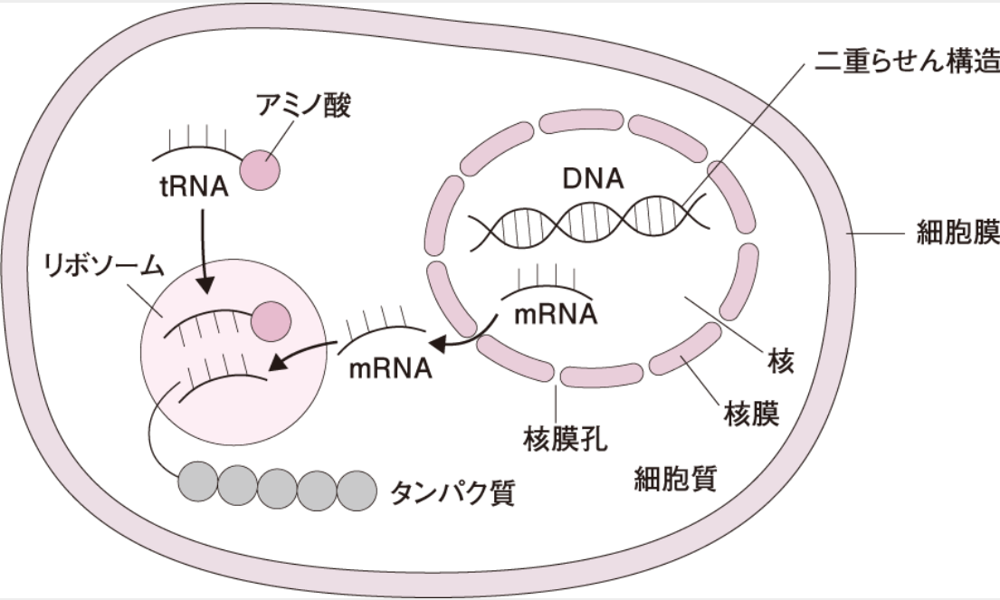 二重らせん構造
アミノ酸
tRNA
DNA
細胞膜
リボソーム
mRNA
mRNA
核
核膜
核膜孔
細胞質
タンパク質